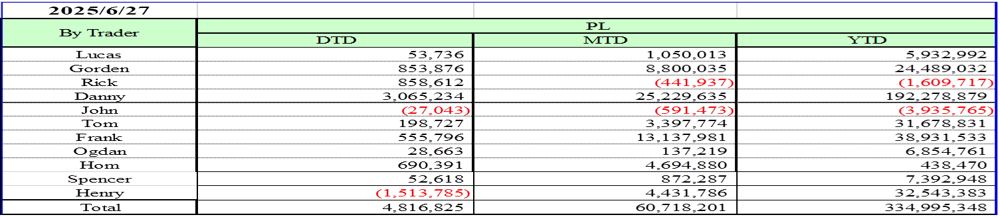 2025/6/27
By Trader PL
DTD MTD YTD
Lucas 53,736 1,050,013 5,932,992
Gorden 853,876 8,800,035 24,489,032
Rick 858,612 (441,937) (1,609,717)
Danny 3,065,234 25,229,635 192,278,879
John (27,043) (591,473) (3,935,765)
Tom 198,727 3,397,774 31,678,831
Frank 555,796 13,137,981 38,931,533
Ogdan 28,663 137,219 6,854,761
Hom 690,391 4,694,880 438,470
Spencer 52,618 872,287 7,392,948
Henry (1,513,785) 4,431,786 32,543,383
Total 4,816,825 60,718,201 334,995,348